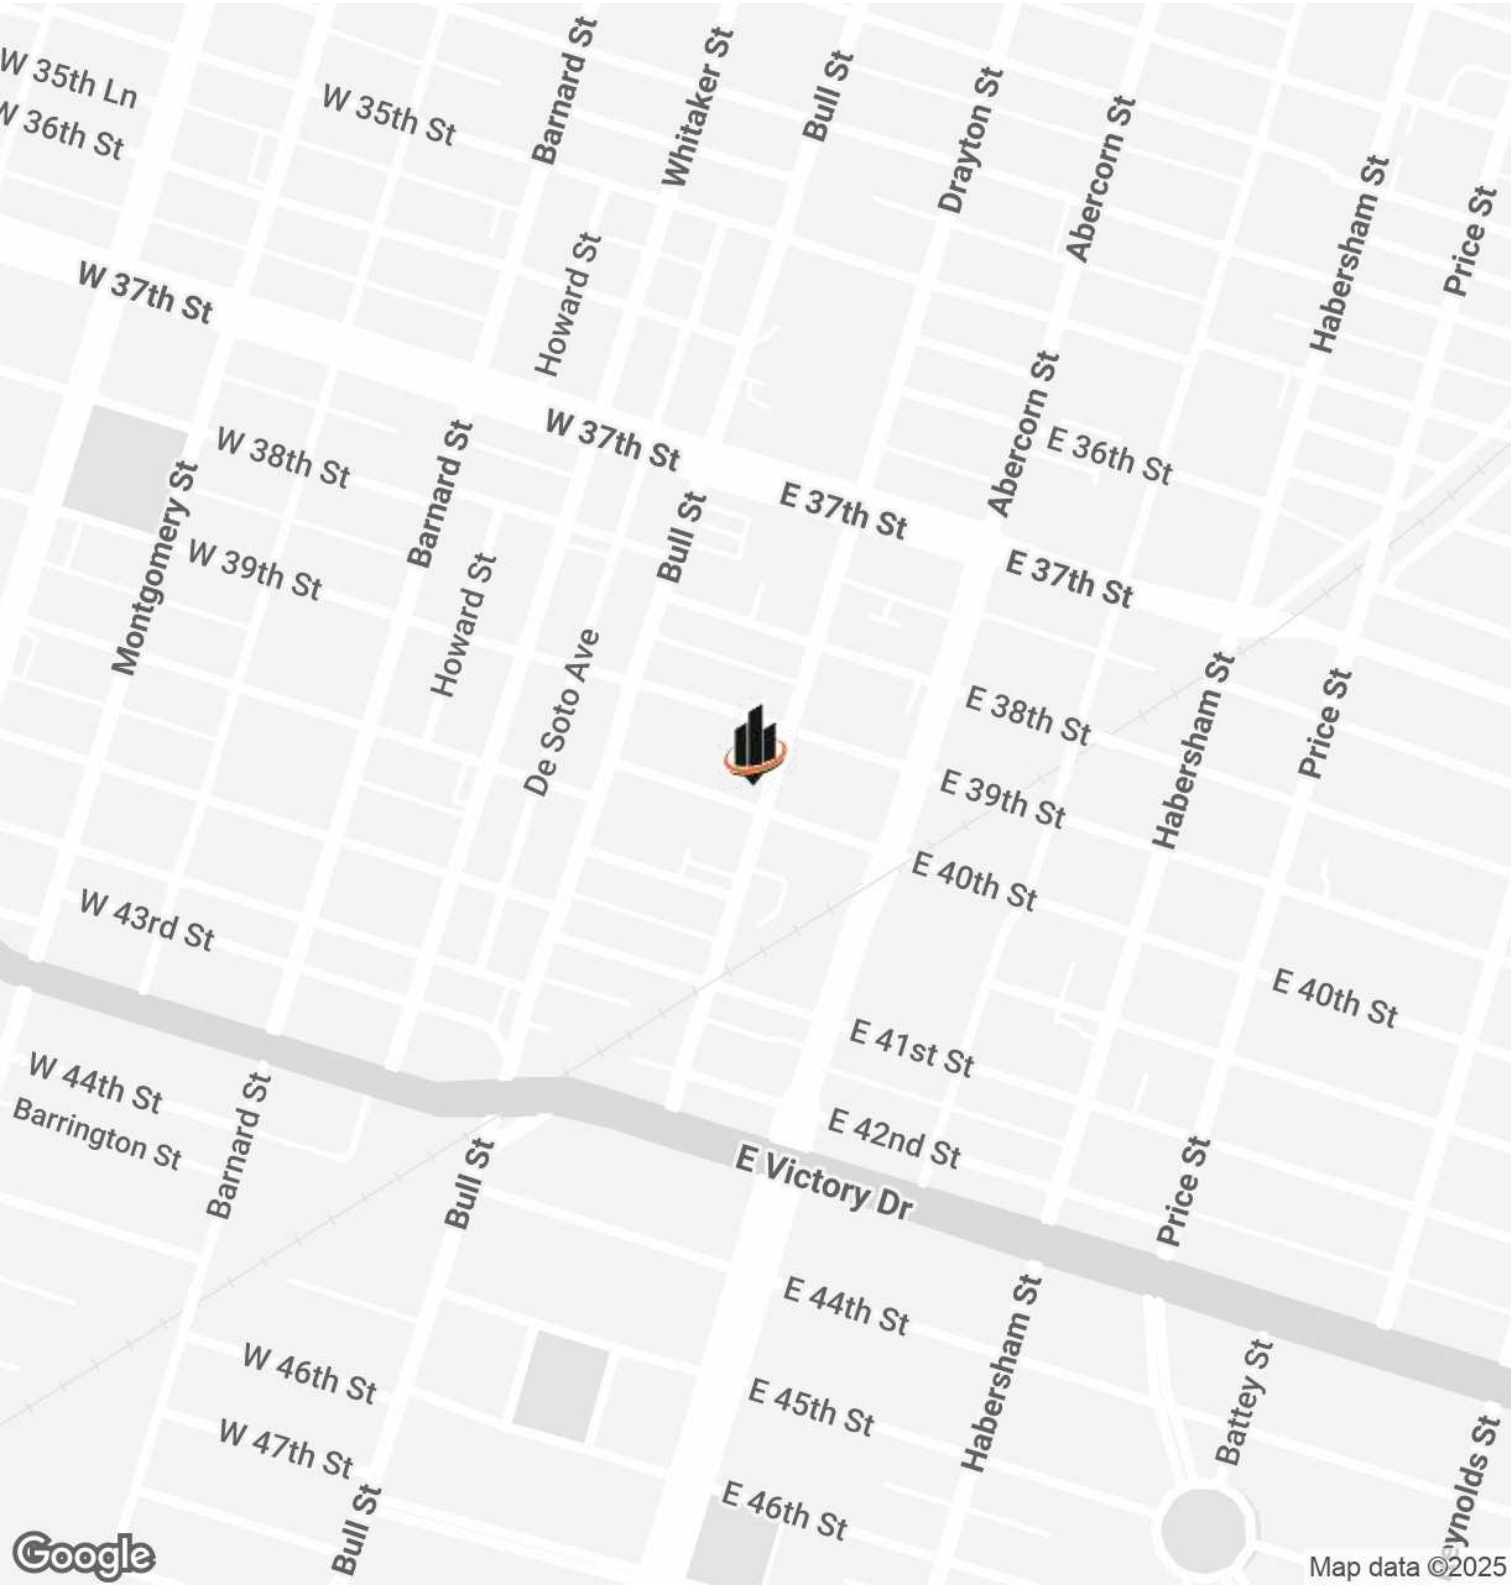 Barnard St
Whitaker St
Bull St
W 35th Ln
W 35th St
Drayton St
Abercorn St
W 36th St
Habersham St
Price St
Howard St
W 37th St
Abercorn St
W 37th St
E 36th St
W 38th St
Barnard St
E 37th St
Bull St
Montgomery St
W 39th St
Howard St
E 37th St
De Soto Ave
Habersham St
Price St
E 38th St
E 39th St
E 40th St
W 43rd St
E 40th St
E 41st St
W 44th St
Barrington St
Barnard St
E 42nd St
Bull St
E Victory Dr
Price St
E 44th St
Habersham St
W 46th St
Battey St
E 45th St
W 47th St
E 46th St
Bull St
eynolds St
Google
Map data ©2025